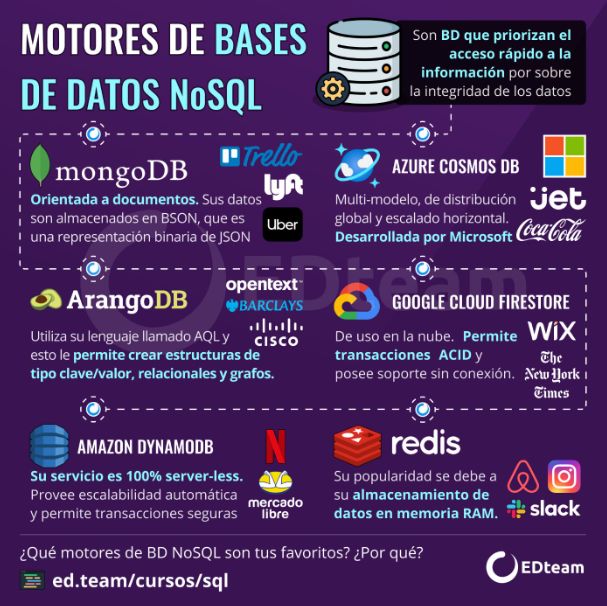 MOTORES DE BASES
DE DATOS NoSQL
Son BD que priorizan el
acceso rápido a la
información por sobre
la integridad de los datos
mongoDB
Trello
lyft
Uber
Orientada a documentos. Sus datos
son almacenados en BSON, que es
una representación binaria de JSON
AZURE COSMOS DB
Jet
Coca-Cola
Multi-modelo, de distribución
global y escalado horizontal.
Desarrollada por Microsoft
EDteam
ArangoDB
opentext™
BARCLAYS
CISCO
Utiliza su lenguaje llamado AQL y
esto le permite crear estructuras de
tipo clave/valor, relacionales y grafos.
GOOGLE CLOUD FIRESTORE
WiX
The
New York
Times
De uso en la nube. Permite
transacciones ACID y
posee soporte sin conexión.
AMAZON DYNAMODB
N
mercado
libre
Su servicio es 100% server-less.
Provee escalabilidad automática
y permite transacciones seguras
redis
slack
Su popularidad se debe a
su almacenamiento de
datos en memoria RAM.
¿Qué motores de BD NoSQL son tus favoritos? ¿Por qué?
ed.team/cursos/sql
EDteam